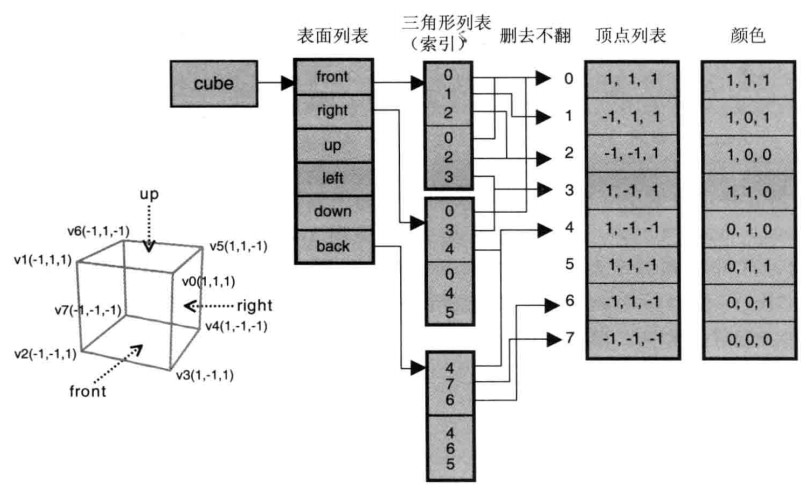 表面列表
三角形列表
（索引）
删去不翻
顶点列表
颜色
cube
front
right
up
left
down
back
0
1
2
0
2
3
0
3
4
0
4
5
4
7
6
4
6
5
0
1
2
3
4
5
6
7
1, 1, 1
-1, 1, 1
-1, -1, 1
1, -1, 1
1, -1, -1
1, 1, -1
-1, 1, -1
-1, -1, -1
1, 1, 1
1, 0, 1
1, 0, 0
1, 1, 0
0, 1, 0
0, 1, 1
0, 0, 1
0, 0, 0
up
v6(-1,1,-1)
v5(1,1,-1)
v1(-1,1,1)
v0(1,1,1)
v7(-1,-1,-1)
right
v4(1,-1,-1)
v2(-1,-1,1)
v3(1,-1,1)
front